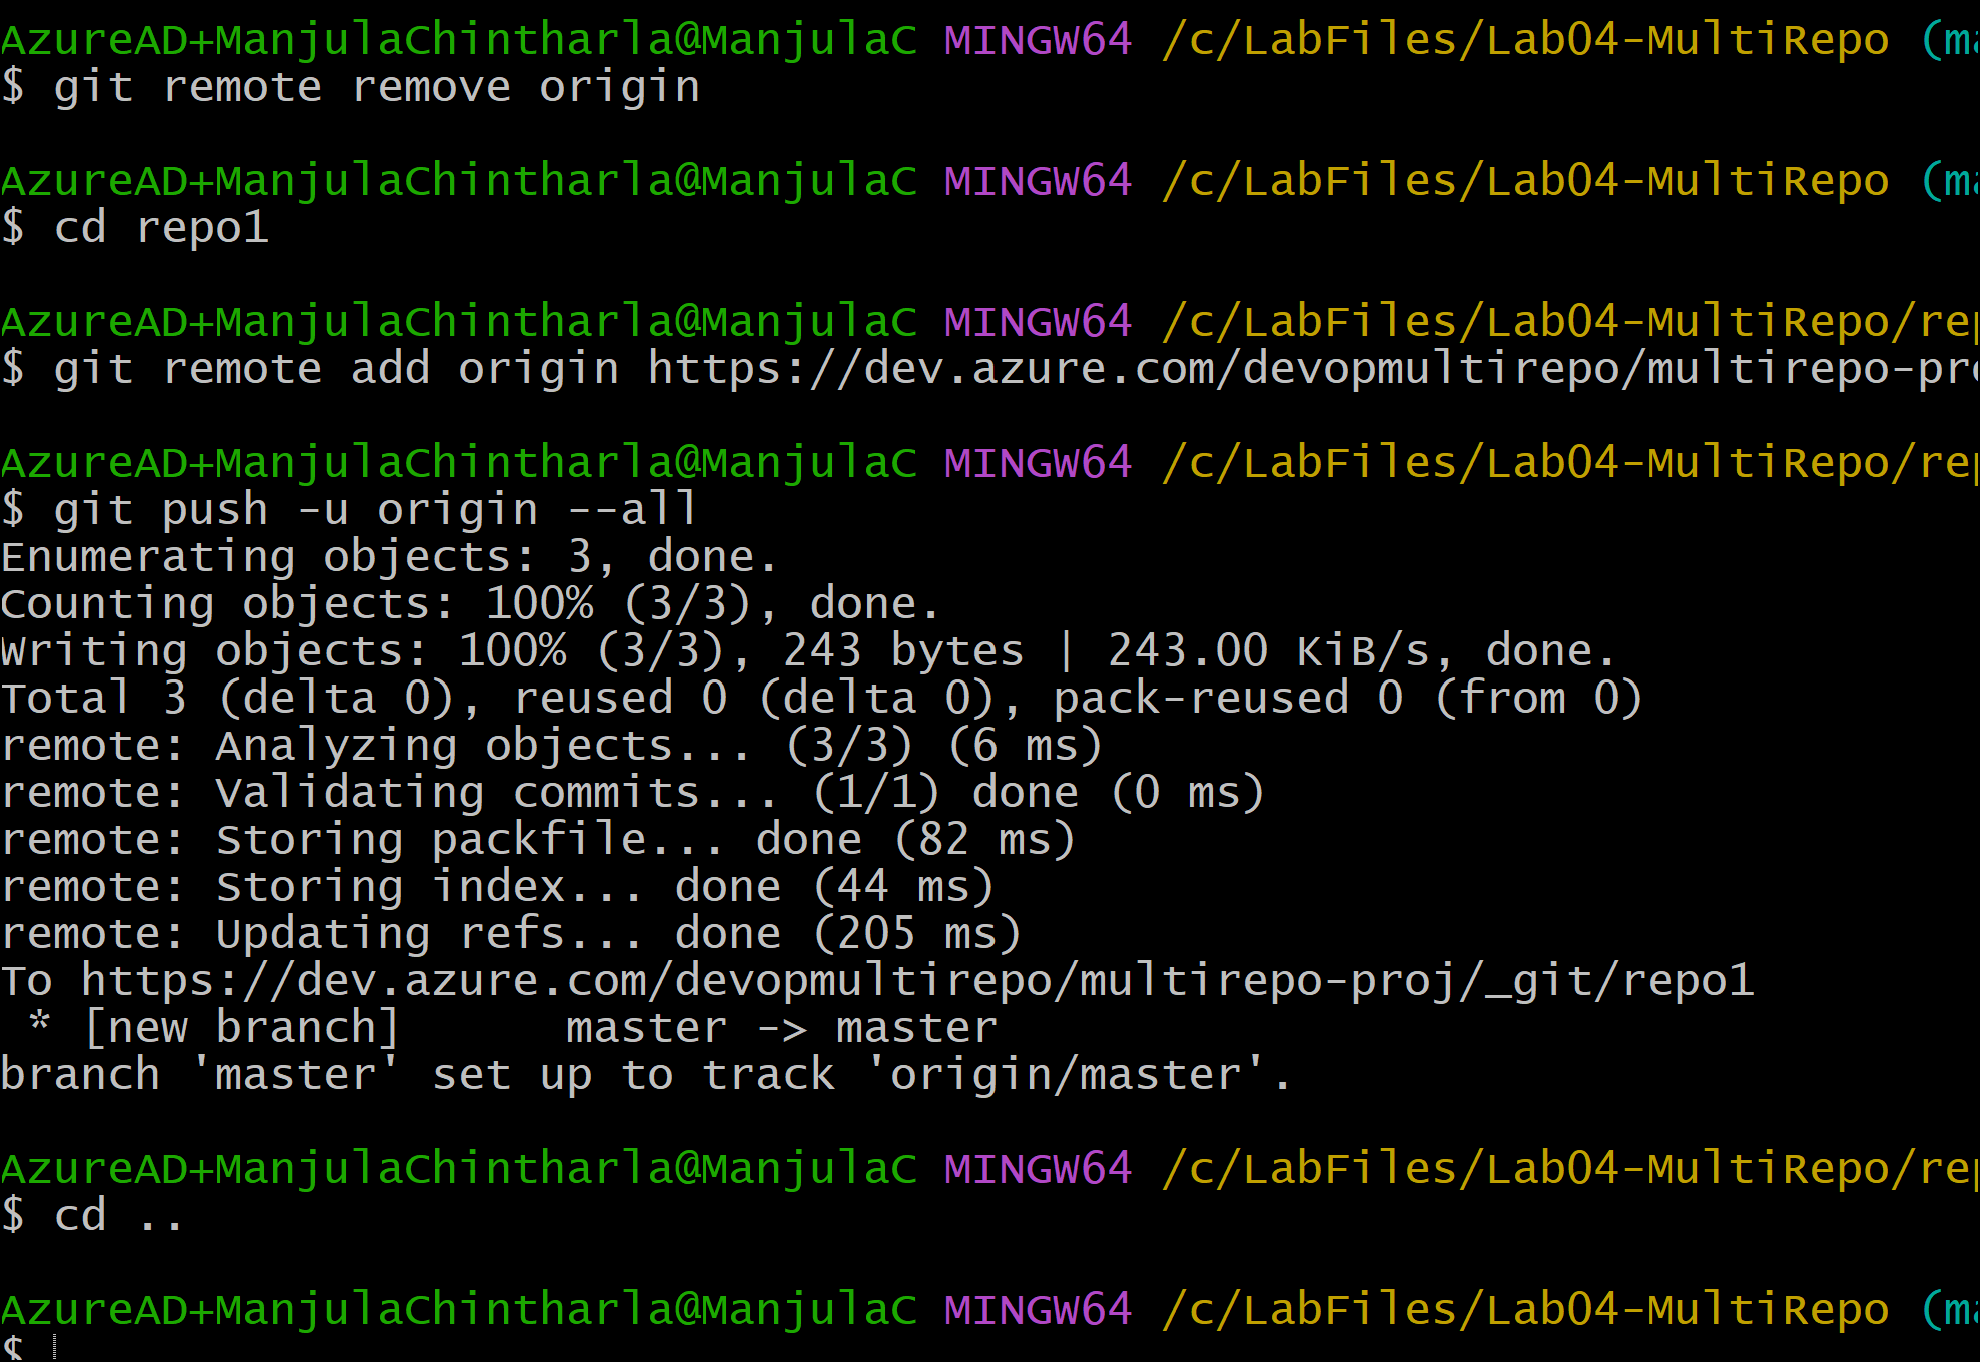 AzureAD+ManjulaChintharla@ManjulaC MINGW64 /c/LabFiles/Lab04-MultiRepo (ma
$ git remote remove origin
AzureAD+ManjulaChintharla@ManjulaC MINGW64 /c/LabFiles/Lab04-MultiRepo (ma
$ cd repo1
AzureAD+ManjulaChintharla@ManjulaC MINGW64 /c/LabFiles/Lab04-MultiRepo/rep
$ git remote add origin https://dev.azure.com/devopmultirepo/multirepo-pro
AzureAD+ManjulaChintharla@ManjulaC MINGW64 /c/LabFiles/Lab04-MultiRepo/rep
$ git push -u origin --all
Enumerating objects: 3, done.
Counting objects: 100% (3/3), done.
Writing objects: 100% (3/3), 243 bytes | 243.00 KiB/s, done.
Total 3 (delta 0), reused 0 (delta 0), pack-reused 0 (from 0)
remote: Analyzing objects... (3/3) (6 ms)
remote: Validating commits... (1/1) done (0 ms)
remote: Storing packfile... done (82 ms)
remote: Storing index... done (44 ms)
remote: Updating refs... done (205 ms)
To https://dev.azure.com/devopmultirepo/multirepo-proj/_git/repo1
 * [new branch]      master -> master
branch 'master' set up to track 'origin/master'.
AzureAD+ManjulaChintharla@ManjulaC MINGW64 /c/LabFiles/Lab04-MultiRepo/rep
$ cd ..
AzureAD+ManjulaChintharla@ManjulaC MINGW64 /c/LabFiles/Lab04-MultiRepo (ma
$